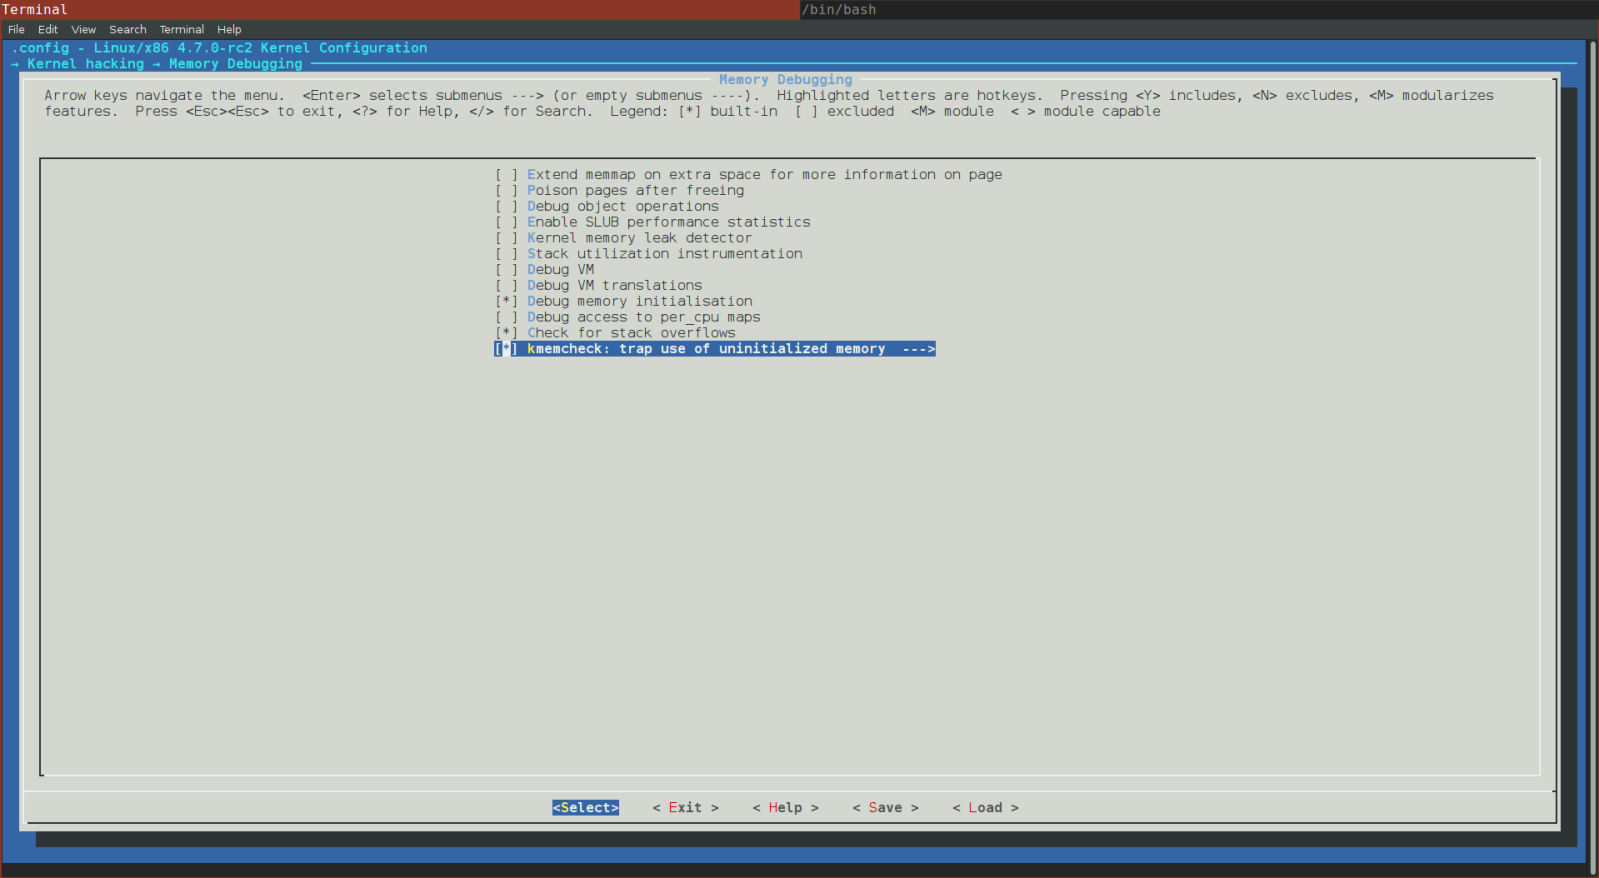 Terminal /bin/bash
File Edit View Search Terminal Help
.config - Linux/x86 4.7.0-rc2 Kernel Configuration
→ Kernel hacking → Memory Debugging
Memory Debugging
Arrow keys navigate the menu.  <Enter> selects submenus ---> (or empty submenus ----).  Highlighted letters are hotkeys.  Pressing <Y> includes, <N> excludes, <M> modularizes
features.  Press <Esc><Esc> to exit, <?> for Help, </> for Search.  Legend: [*] built-in  [ ] excluded  <M> module  < > module capable
[ ] Extend memmap on extra space for more information on page
[ ] Poison pages after freeing
[ ] Debug object operations
[ ] Enable SLUB performance statistics
[ ] Kernel memory leak detector
[ ] Stack utilization instrumentation
[ ] Debug VM
[ ] Debug VM translations
[*] Debug memory initialisation
[ ] Debug access to per_cpu maps
[*] Check for stack overflows
[*] kmemcheck: trap use of uninitialized memory  --->
<Select>    < Exit >    < Help >    < Save >    < Load >